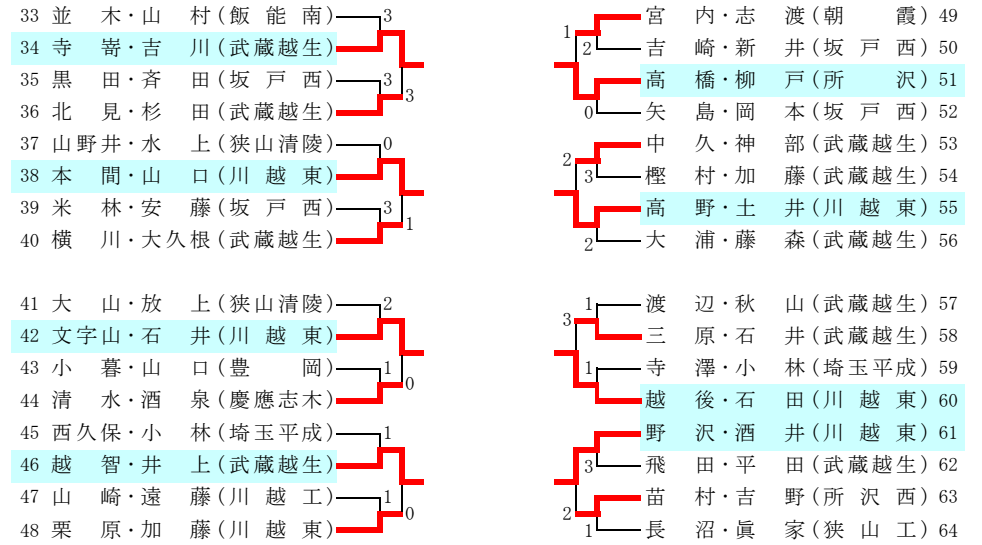 33 並木・山村(飯能南) 3
34 寺嵜・吉川(武蔵越生)
35 黒田・斉田(坂戸西) 3
3
36 北見・杉田(武蔵越生)
37 山野井・水上(狭山清陵) 0
38 本間・山口(川越東)
39 米林・安藤(坂戸西) 3
1
40 横川・大久根(武蔵越生)
41 大山・放上(狭山清陵) 2
42 文字山・石井(川越東)
43 小暮・山口(豊岡) 1
0
44 清水・酒泉(慶應志木)
45 西久保・小林(埼玉平成) 1
46 越智・井上(武蔵越生)
47 山崎・遠藤(川越工) 1
0
48 栗原・加藤(川越東)
宮内・志渡(朝霞) 49
1
2 吉崎・新井(坂戸西) 50
高橋・柳戸(所沢) 51
0 矢島・岡本(坂戸西) 52
中久・神部(武蔵越生) 53
2
3 樫村・加藤(武蔵越生) 54
高野・土井(川越東) 55
2 大浦・藤森(武蔵越生) 56
1 渡辺・秋山(武蔵越生) 57
3
三原・石井(武蔵越生) 58
1 寺澤・小林(埼玉平成) 59
越後・石田(川越東) 60
野沢・酒井(川越東) 61
3 飛田・平田(武蔵越生) 62
苗村・吉野(所沢西) 63
2
1 長沼・眞家(狭山工) 64